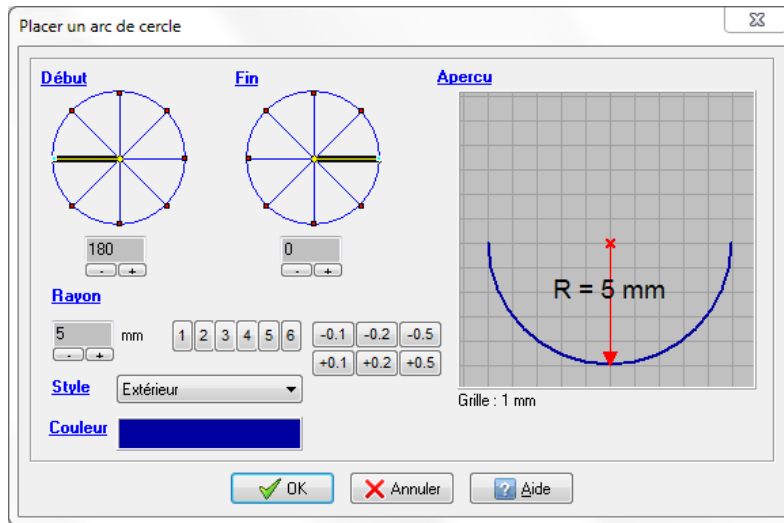 Placer un arc de cercle
Début
Fin
Apercu
180
0
- +
- +
Rayon
5 mm
1 2 3 4 5 6
-0.1 -0.2 -0.5
+0.1 +0.2 +0.5
- +
R = 5 mm
Style
Extérieur
Grille : 1 mm
Couleur
OK
Annuler
? Aide